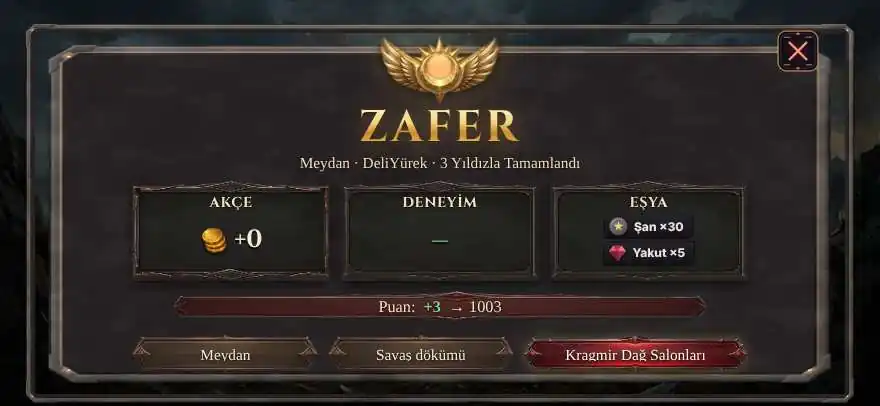 ZAFER
Meydan · DeliYürek · 3 Yıldızla Tamamlandı
AKÇE
+0
DENEYİM
—
EŞYA
Şan ×30
Yakut ×5
Puan: +3 → 1003
Meydan
Savaş dökümü
Kragmir Dağ Salonları